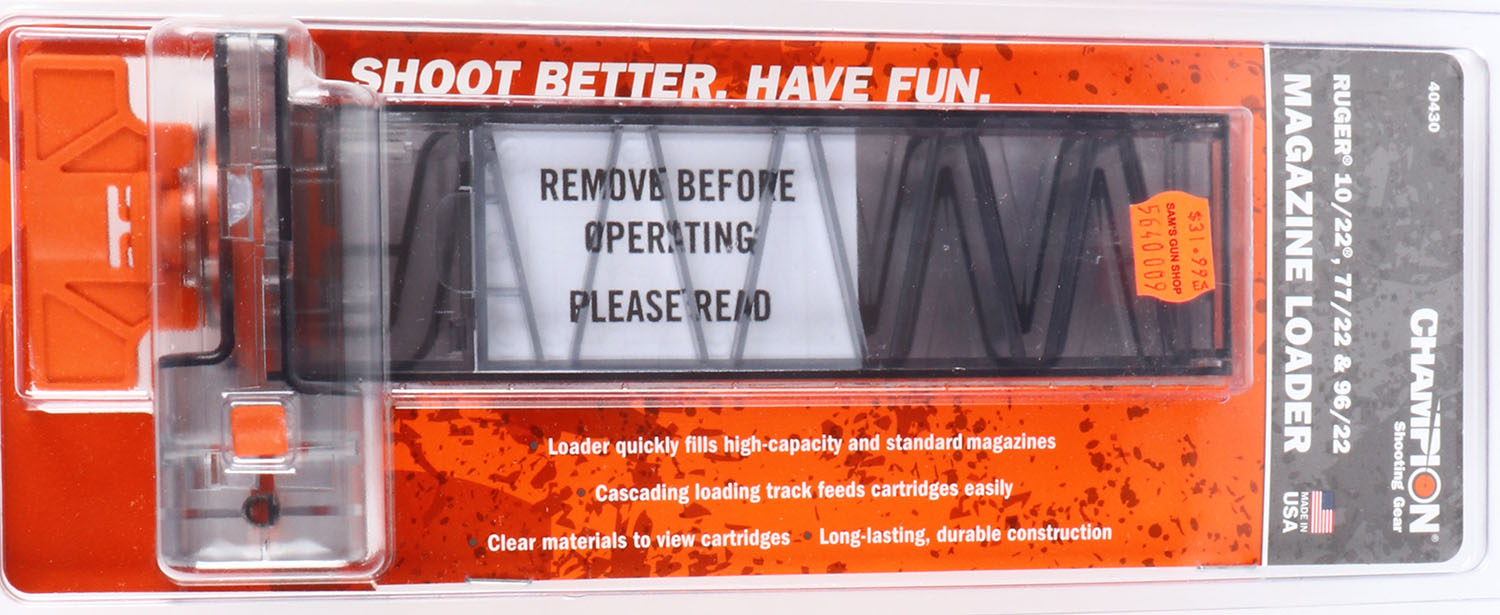 SHOOT BETTER. HAVE FUN.
REMOVE BEFORE
OPERATING
PLEASE READ
Loader quickly fills high-capacity and standard magazines
Cascading loading track feeds cartridges easily
Clear materials to view cartridges • Long-lasting, durable construction
$31.99EA
SAM'S GUN SHOP
5640009
40430
RUGER® 10/22®, 77/22 & 96/22
MAGAZINE LOADER
CHAMPION®
Shooting Gear
MADE IN
USA